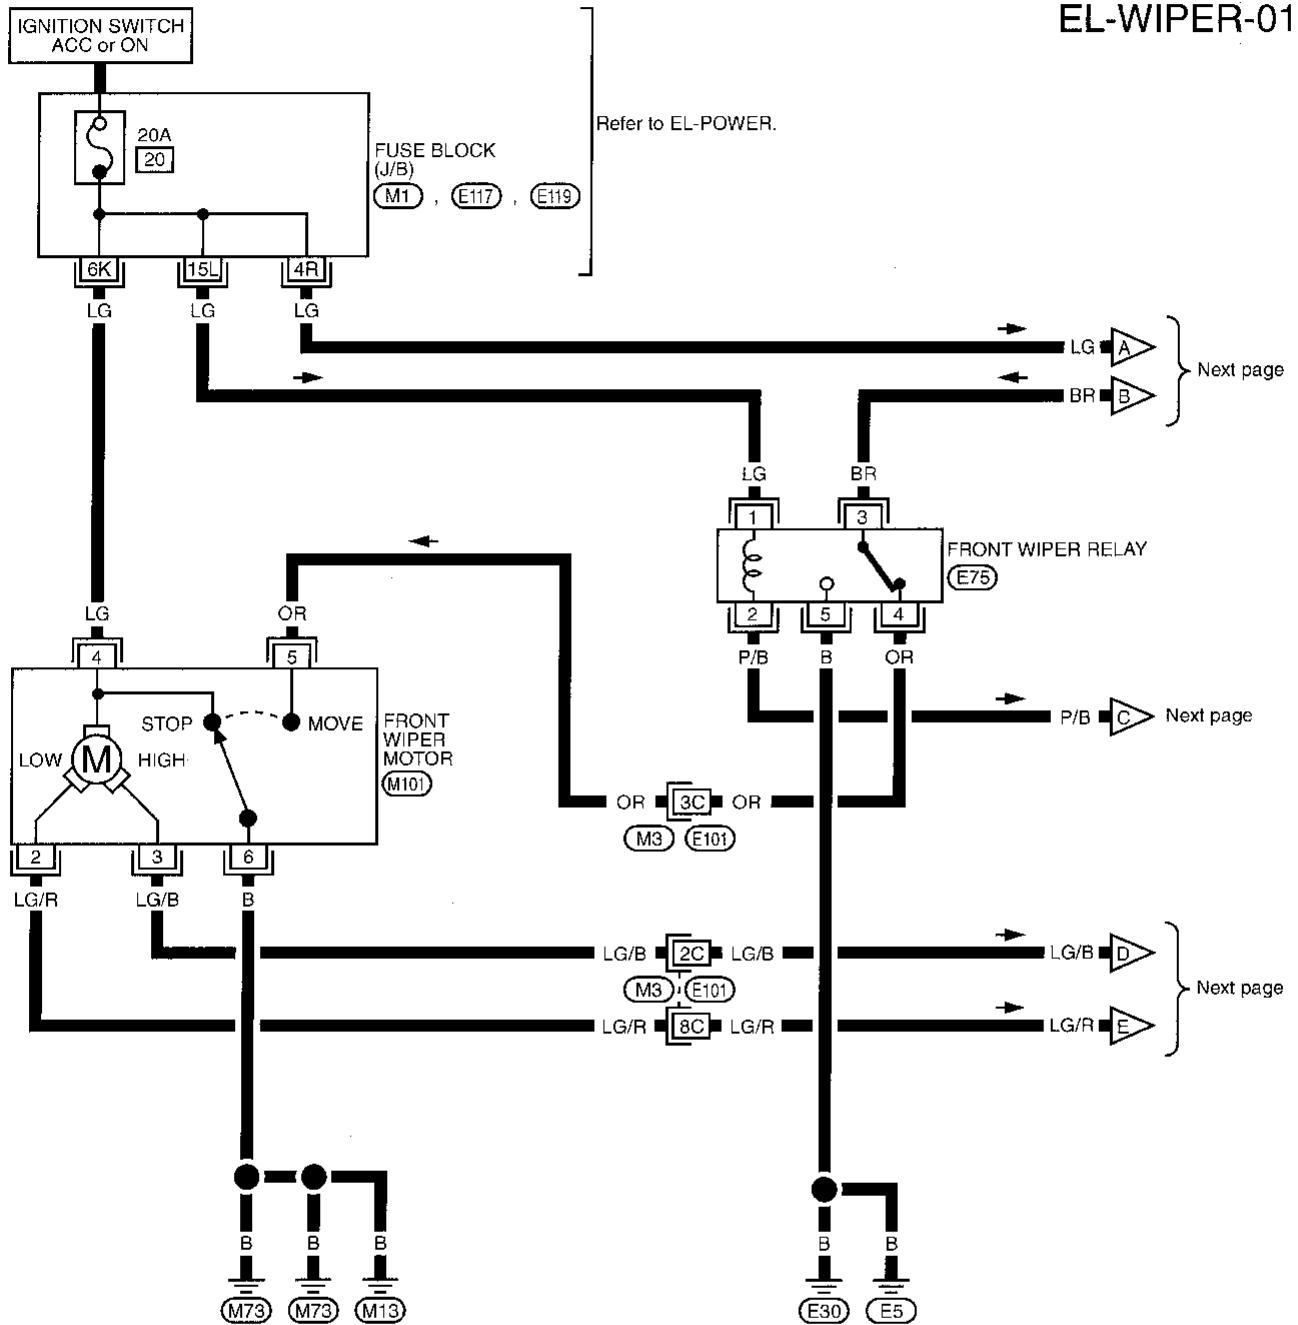 EL-WIPER-01
IGNITION SWITCH
ACC or ON
Refer to EL-POWER.
20A
20
FUSE BLOCK
(J/B)
M1 , E117 , E119
6K 15L 4R
LG LG LG
LG A
Next page
BR B
LG BR
1 3
FRONT WIPER RELAY
E75
2 5 4
P/B B OR
LG OR
4 5
P/B C Next page
STOP MOVE
FRONT
WIPER
MOTOR
M101
LOW M HIGH
OR 3C OR
M3 E101
2 3 6
LG/R LG/B B
LG/B 2C LG/B LG/B D
M3 E101
Next page
LG/R 8C LG/R LG/R E
B B B B B
M73 M73 M13 E30 E5